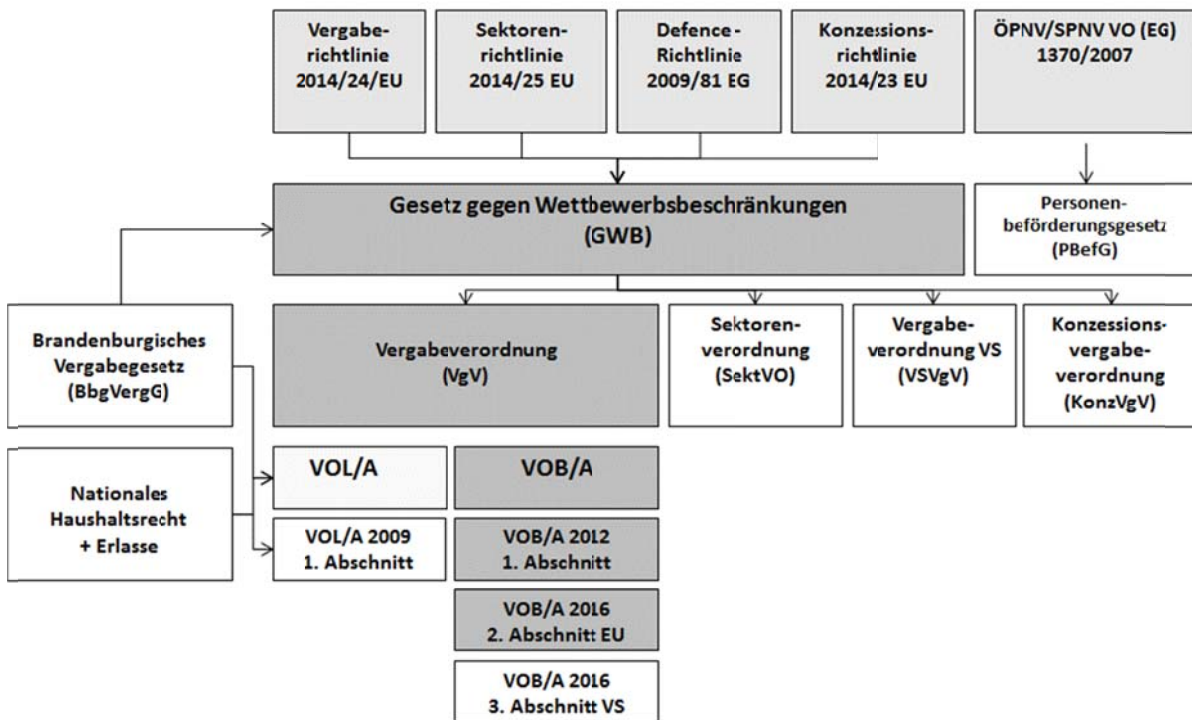 Vergabe-
richtlinie
2014/24/EU
Sektoren-
richtlinie
2014/25 EU
Defence -
Richtlinie
2009/81 EG
Konzessions-
richtlinie
2014/23 EU
ÖPNV/SPNV VO (EG)
1370/2007
Gesetz gegen Wettbewerbsbeschränkungen
(GWB)
Personen-
beförderungsgesetz
(PBefG)
Brandenburgisches
Vergabegesetz
(BbgVergG)
Vergabeverordnung
(VgV)
Sektoren-
verordnung
(SektVO)
Vergabe-
verordnung VS
(VSVgV)
Konzessions-
vergabe-
verordnung
(KonzVgV)
Nationales
Haushaltsrecht
+ Erlasse
VOL/A
VOB/A
VOL/A 2009
1. Abschnitt
VOB/A 2012
1. Abschnitt
VOB/A 2016
2. Abschnitt EU
VOB/A 2016
3. Abschnitt VS